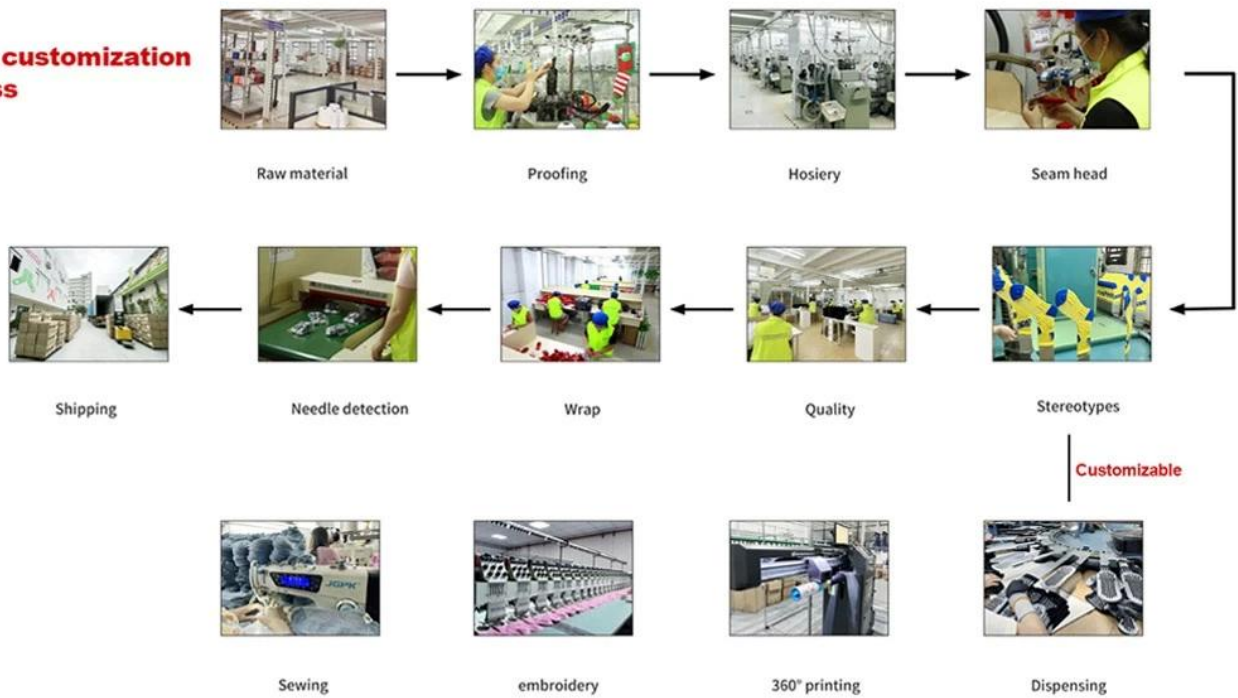 customization
ss
Raw material
Proofing
Hosiery
Seam head
Shipping
Needle detection
Wrap
Quality
Stereotypes
Customizable
JGPK
Sewing
embroidery
360° printing
Dispensing